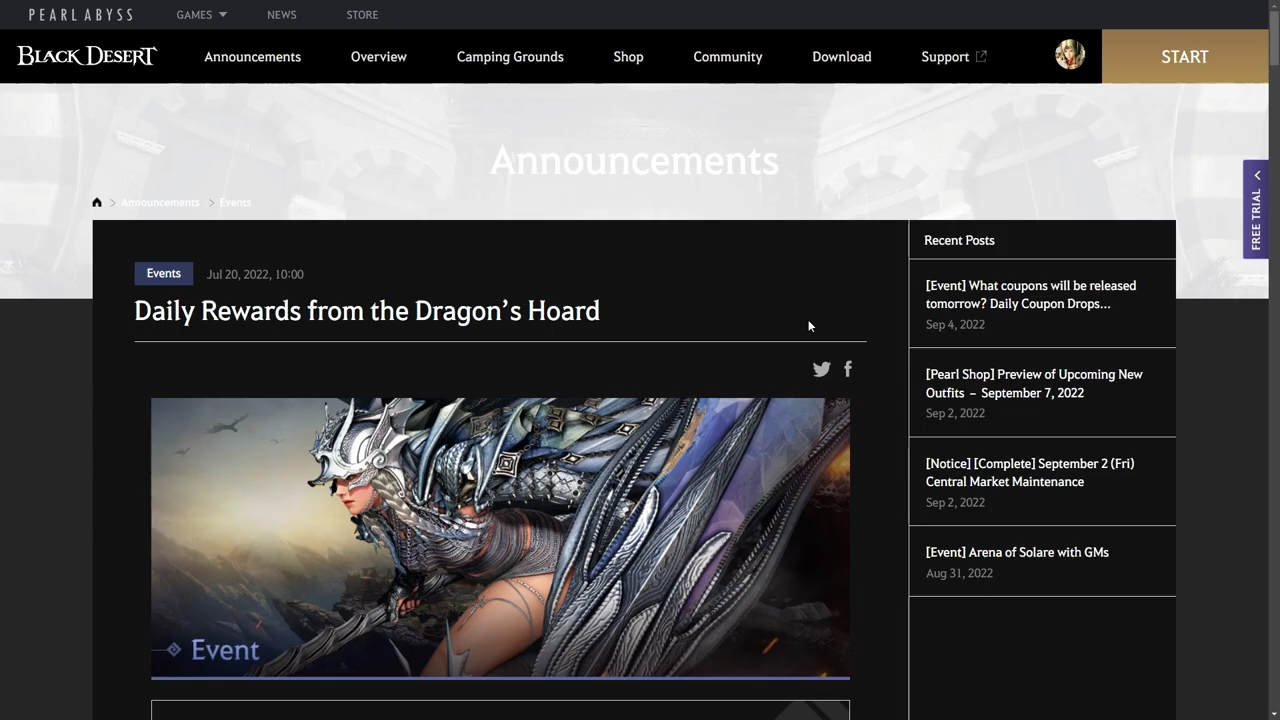 PEARL ABYSS
GAMES
NEWS
STORE
BLACK DESERT
Announcements
Overview
Camping Grounds
Shop
Community
Download
Support
START
Announcements
Announcements
Events
FREE TRIAL
Events
Jul 20, 2022, 10:00
Daily Rewards from the Dragon’s Hoard
Event
Recent Posts
[Event] What coupons will be released
tomorrow? Daily Coupon Drops...
Sep 4, 2022
[Pearl Shop] Preview of Upcoming New
Outfits – September 7, 2022
Sep 2, 2022
[Notice] [Complete] September 2 (Fri)
Central Market Maintenance
Sep 2, 2022
[Event] Arena of Solare with GMs
Aug 31, 2022